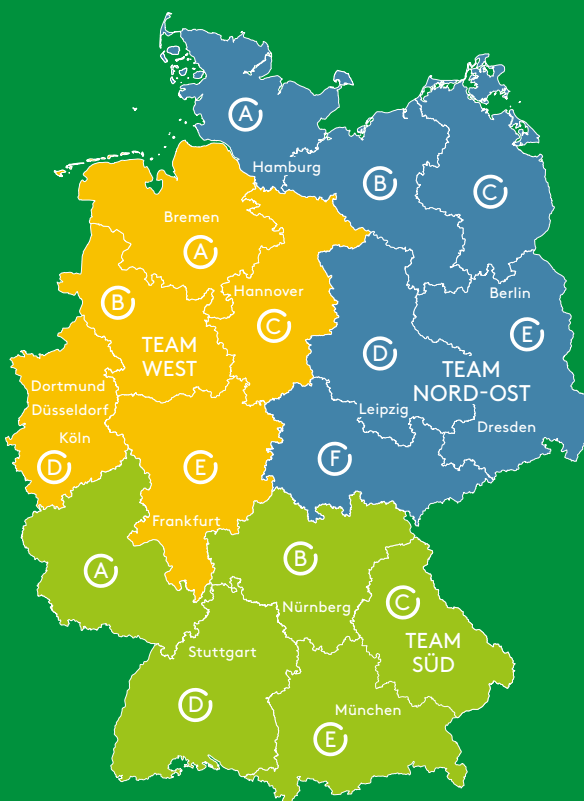 A
Hamburg
B
C
Bremen
A
B
Hannover
C
Berlin
E
TEAM
WEST
D
TEAM
NORD-OST
Dortmund
Düsseldorf
Köln
D
Leipzig
Dresden
E
F
Frankfurt
A
B
Nürnberg
C
TEAM
SÜD
Stuttgart
D
München
E